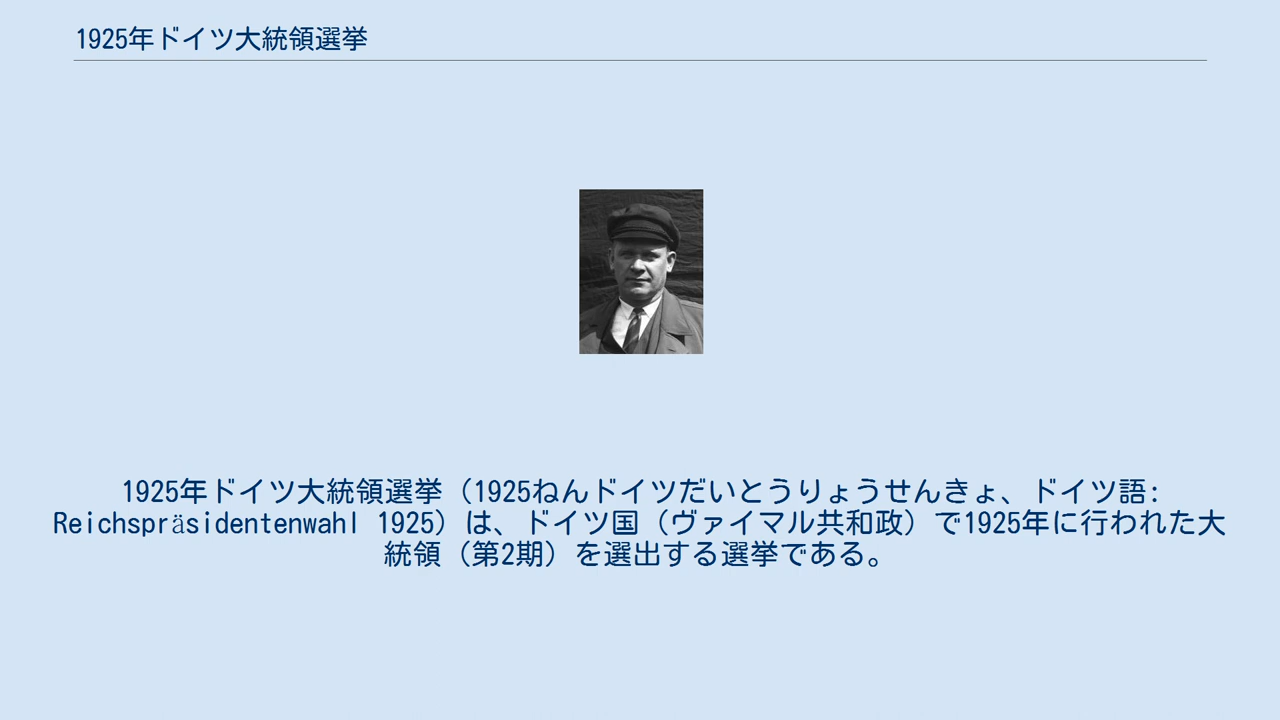 1925年ドイツ大統領選挙
1925年ドイツ大統領選挙（1925ねんドイツだいとうりょうせんきょ、ドイツ語:
Reichspräsidentenwahl 1925）は、ドイツ国（ヴァイマル共和政）で1925年に行われた大
統領（第2期）を選出する選挙である。